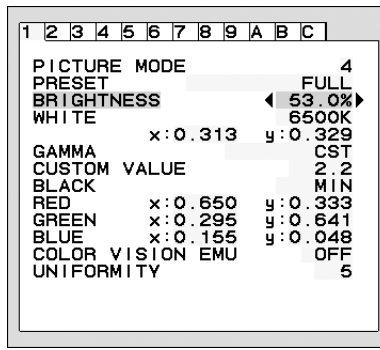 1 2 3 4 5 6 7 8 9 A B C
PICTURE MODE 4
PRESET FULL
BRIGHTNESS 53.0%
WHITE 6500K
x:0.313 y:0.329
GAMMA CST
CUSTOM VALUE 2.2
BLACK MIN
RED x:0.650 y:0.333
GREEN x:0.295 y:0.641
BLUE x:0.155 y:0.048
COLOR VISION EMU OFF
UNIFORMITY 5